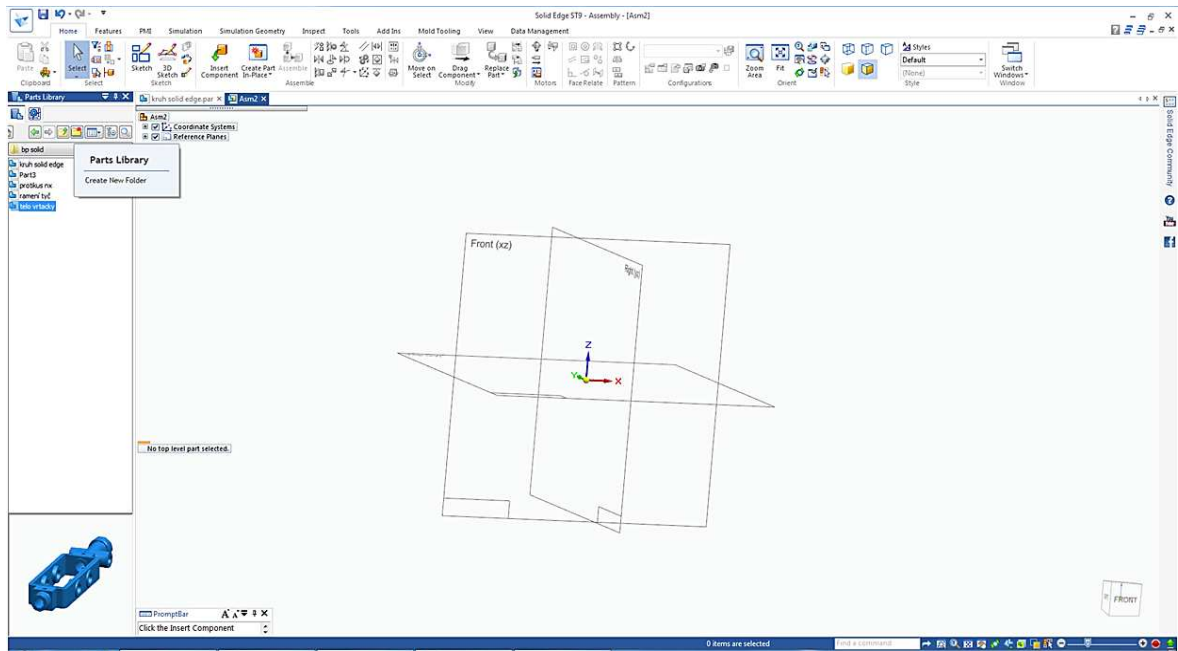 Solid Edge ST9 - Assembly - [Asm2]
Home Features PMI Simulation Simulation Geometry Inspect Tools Add Ins Mold Tooling View Data Management
Paste
Select
Sketch
3D Sketch
Insert Component
Create Part In-Place
Assemble
Move on Select
Drag Component
Replace Part
Motors
Face Relate
Pattern
Zoom Area
Fit
Styles
Default
(None)
Switch Windows
Clipboard Select Sketch Assemble Modify Configurations Orient Style Window
Parts Library
kruh solid edge.par
Asm2
Asm2
Coordinate Systems
Reference Planes
bp solid
kruh solid edge
Part3
protikus nx
ramení tyč
telo vrtacky
Parts Library
Create New Folder
Front (xz)
Z
Y
X
No top level part selected.
FRONT
PromptBar
Click the Insert Component
0 items are selected
Find a command
Solid Edge Community